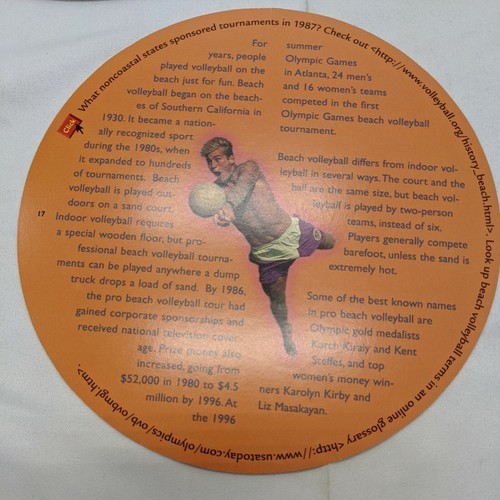 Click
What noncoastal states sponsored tournaments in 1987? Check out <http://www.volleyball.org/history_beach.html>. Look up beach volleyball terms in an online glossary <http://www.usatoday.com/olympics/ovb/ovbmgl.htm>.
For
years, people
played volleyball on the
beach just for fun. Beach
volleyball began on the beach-
es of Southern California in
1930. It became a nation-
ally recognized sport
during the 1980s, when
it expanded to hundreds
of tournaments. Beach
volleyball is played out-
doors on a sand court.
Indoor volleyball requires
a special wooden floor, but pro-
fessional beach volleyball tourna-
ments can be played anywhere a dump
truck drops a load of sand. By 1986,
the pro beach volleyball tour had
gained corporate sponsorships and
received national television cover-
age. Prize money also
increased, going from
$52,000 in 1980 to $4.5
million by 1996. At
the 1996
summer
Olympic Games
in Atlanta, 24 men's
and 16 women's teams
competed in the first
Olympic Games beach volleyball
tournament.
Beach volleyball differs from indoor vol-
leyball in several ways. The court and the
ball are the same size, but beach vol-
leyball is played by two-person
teams, instead of six.
Players generally compete
barefoot, unless the sand is
extremely hot.
Some of the best known names
in pro beach volleyball are
Olympic gold medalists
Karch Kiraly and Kent
Steffes, and top
women's money win-
ners Karolyn Kirby and
Liz Masakayan.
17